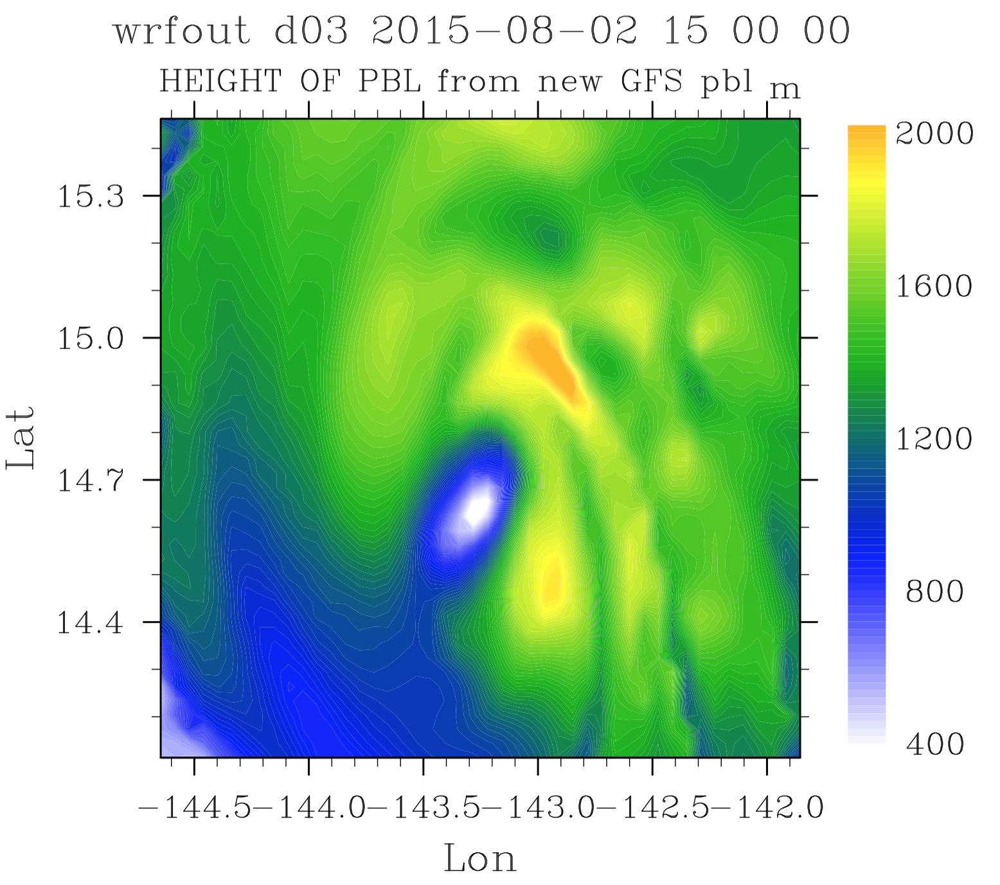 wrfout d03 2015-08-02 15 00 00
HEIGHT OF PBL from new GFS pbl m
2000
15.3
1600
15.0
Lat
1200
14.7
800
14.4
400
-144.5-144.0-143.5-143.0-142.5-142.0
Lon